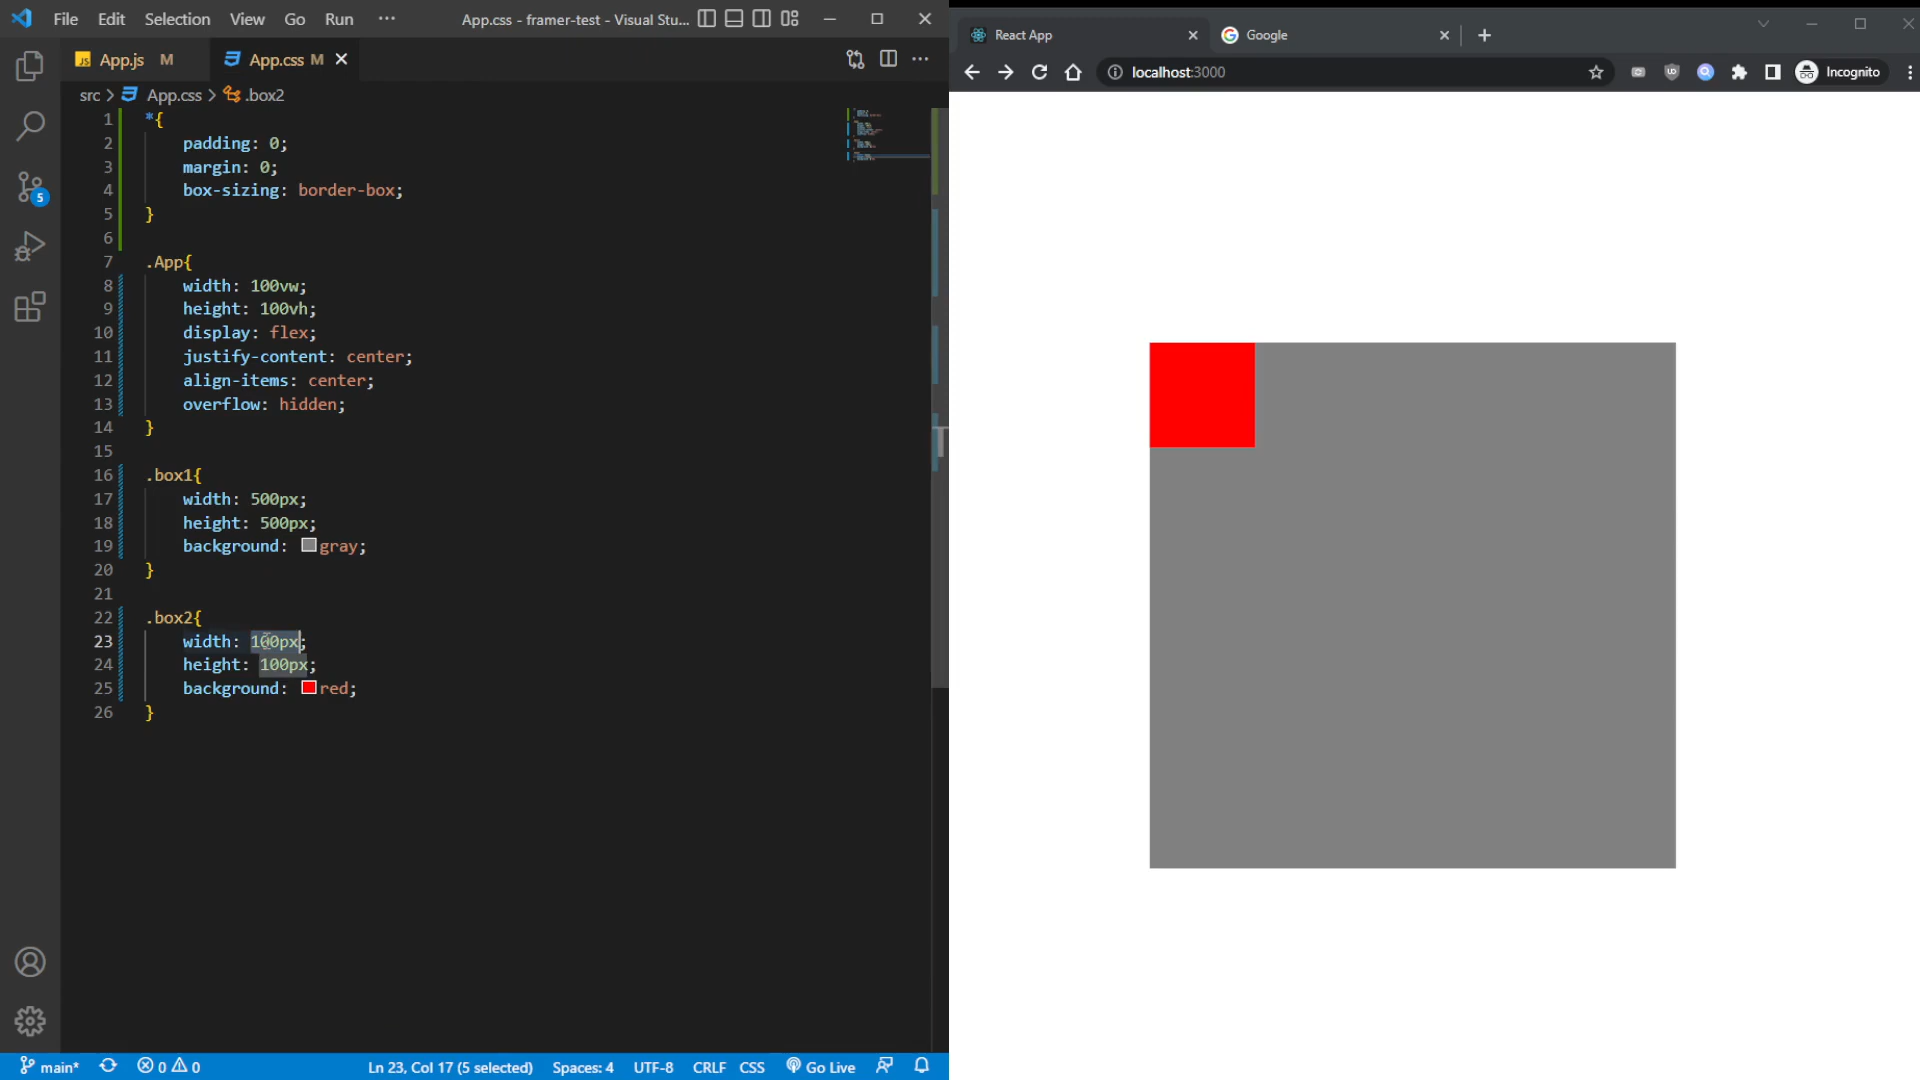 File Edit Selection View Go Run ··· App.css - framer-test - Visual Stu...
App.js M App.css M
src > App.css > .box2
1 *{
2 padding: 0;
3 margin: 0;
4 box-sizing: border-box;
5 }
6
7 .App{
8 width: 100vw;
9 height: 100vh;
10 display: flex;
11 justify-content: center;
12 align-items: center;
13 overflow: hidden;
14 }
15
16 .box1{
17 width: 500px;
18 height: 500px;
19 background: gray;
20 }
21
22 .box2{
23 width: 100px;
24 height: 100px;
25 background: red;
26 }
5
main* 0 0 Ln 23, Col 17 (5 selected) Spaces: 4 UTF-8 CRLF CSS Go Live
React App Google
localhost:3000 Incognito